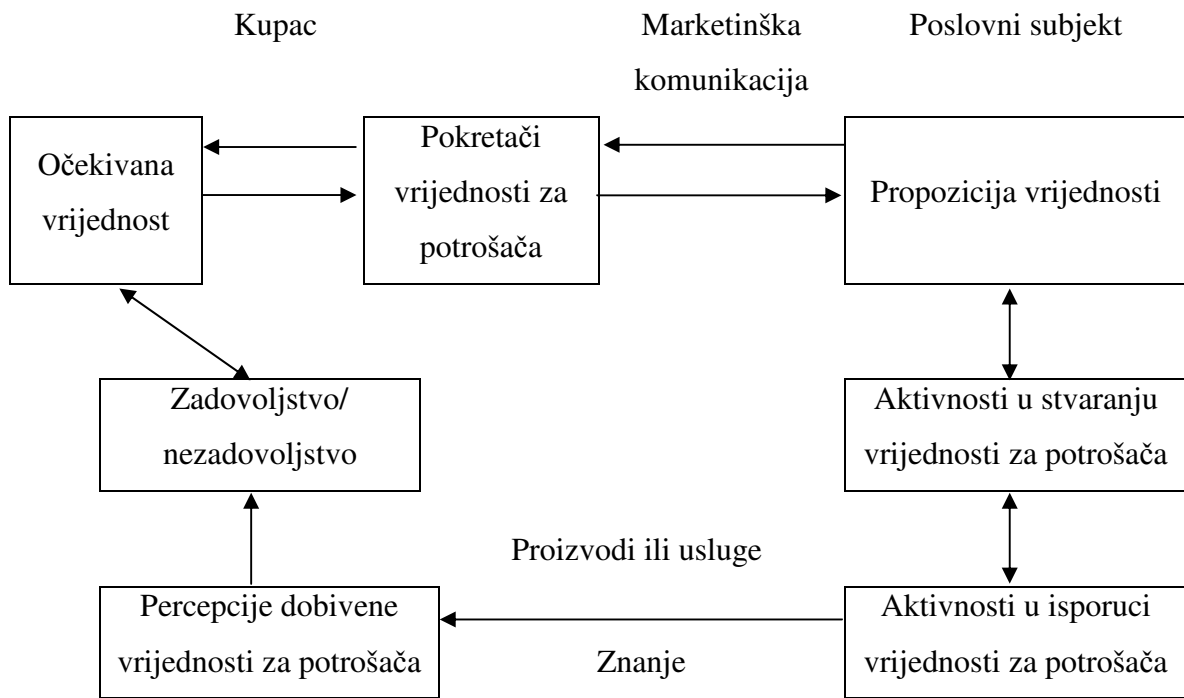 Kupac
Marketinška
komunikacija
Poslovni subjekt
Očekivana
vrijednost
Pokretači
vrijednosti za
potrošača
Propozicija vrijednosti
Zadovoljstvo/
nezadovoljstvo
Aktivnosti u stvaranju
vrijednosti za potrošača
Proizvodi ili usluge
Percepcije dobivene
vrijednosti za potrošača
Znanje
Aktivnosti u isporuci
vrijednosti za potrošača